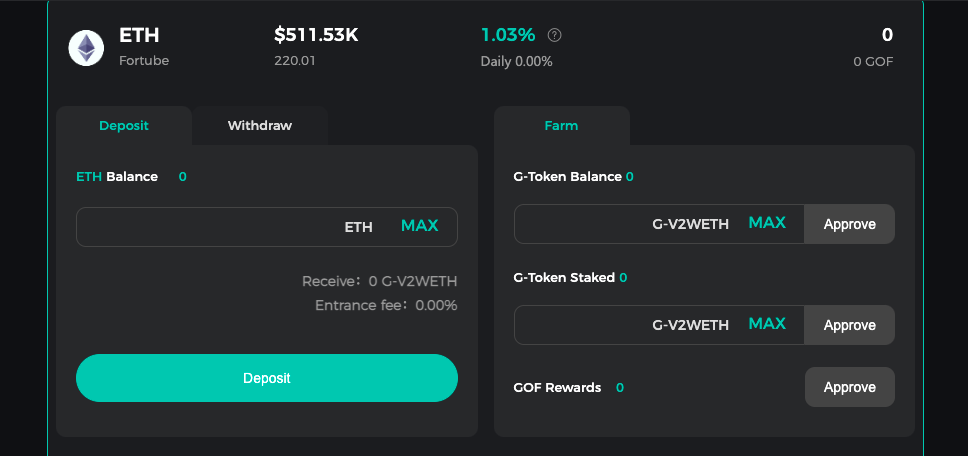 ETH $511.53K 1.03% ? 0
Fortube 220.01 Daily 0.00% 0 GOF
Deposit Withdraw
ETH Balance 0
ETH MAX
Receive: 0 G-V2WETH
Entrance fee: 0.00%
Deposit
Farm
G-Token Balance 0
G-V2WETH MAX Approve
G-Token Staked 0
G-V2WETH MAX Approve
GOF Rewards 0 Approve